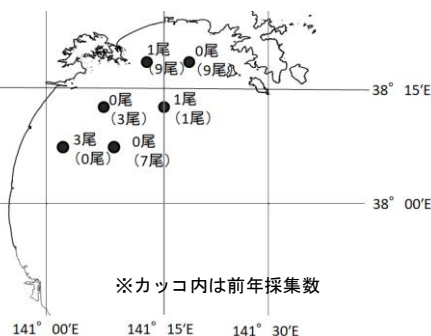 1尾 0尾
(9尾) (9尾)
38° 15′E
0尾 1尾
(3尾) (1尾)
3尾 0尾
(0尾) (7尾)
38° 00′E
※カッコ内は前年採集数
141° 00′E 141° 15′E 141° 30′E